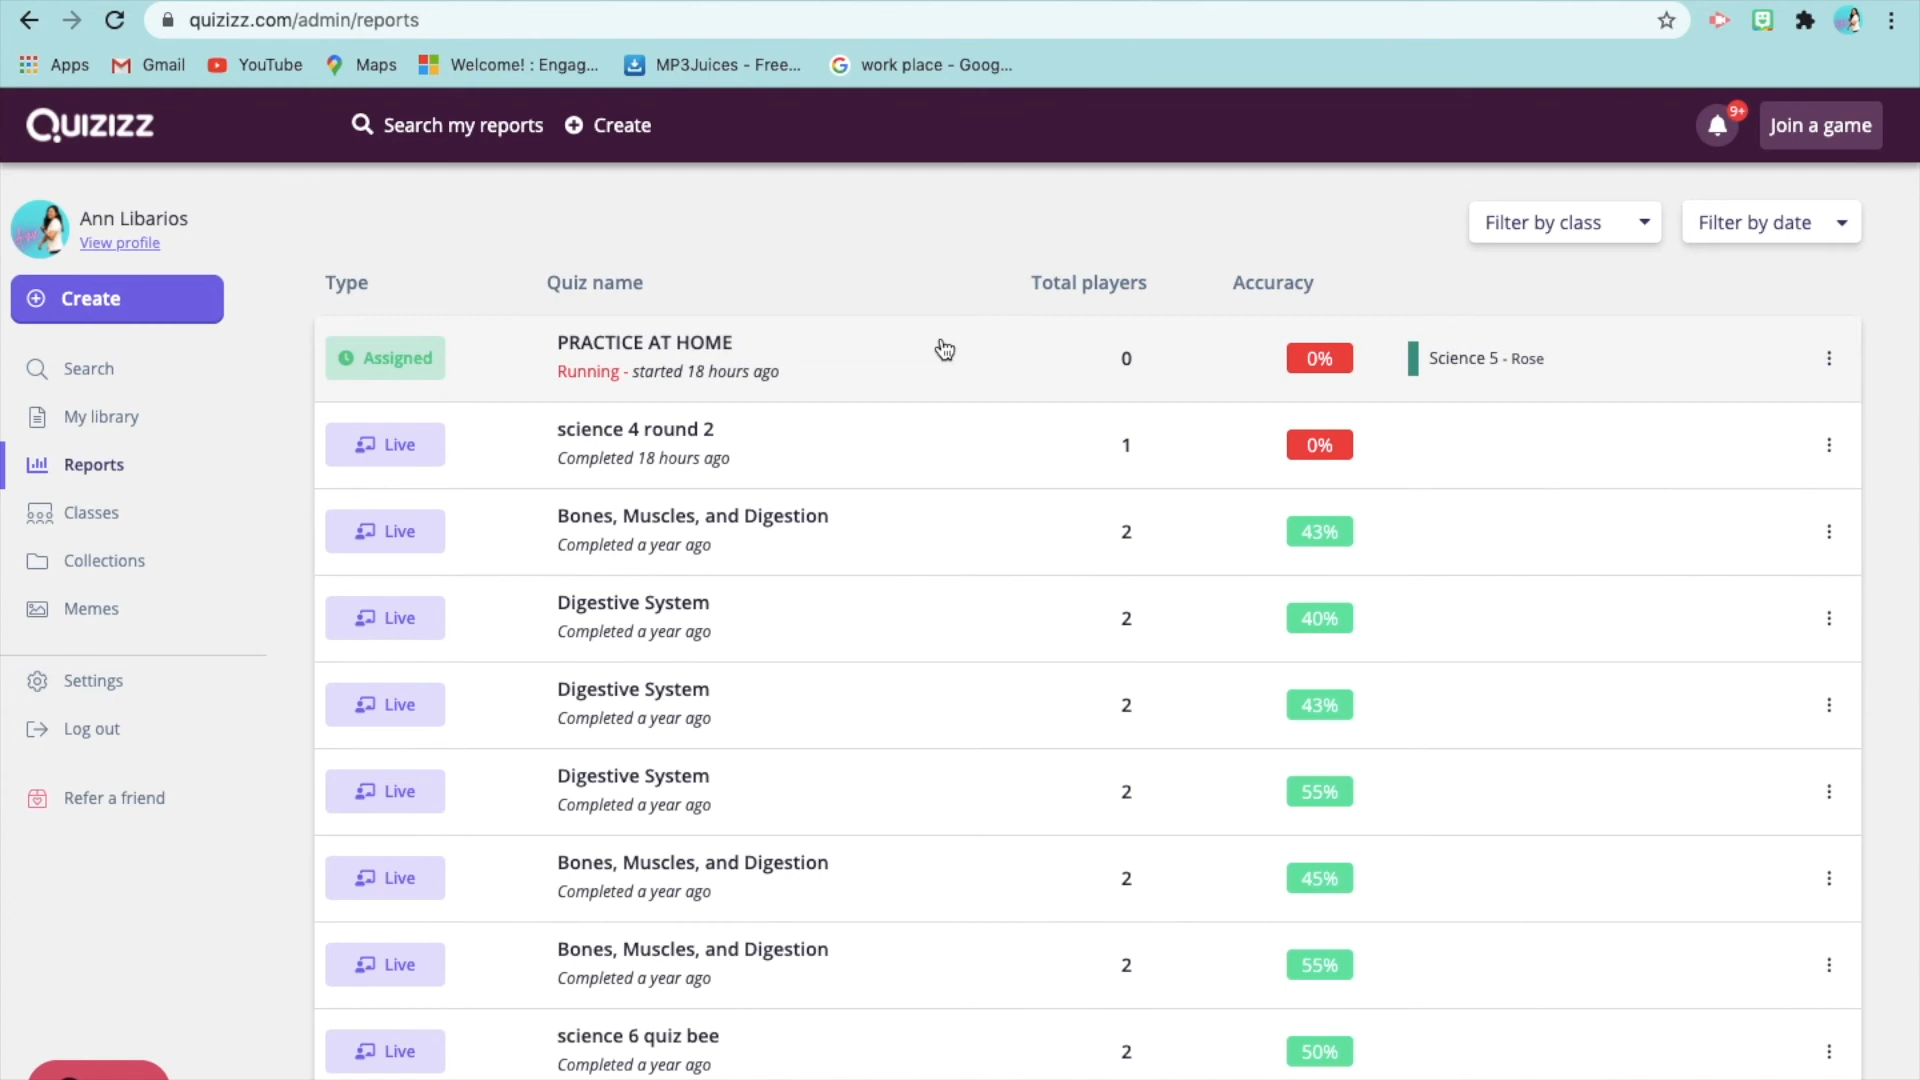 quizizz.com/admin/reports
Apps Gmail YouTube Maps Welcome! : Engag... MP3Juices - Free... work place - Goog...
QUIZIZZ Search my reports Create 9+ Join a game
Ann Libarios
View profile
Filter by class Filter by date
Create
Search
My library
Reports
Classes
Collections
Memes
Settings
Log out
Refer a friend
Type Quiz name Total players Accuracy
Assigned PRACTICE AT HOME 0 0% Science 5 - Rose
Running - started 18 hours ago
Live science 4 round 2 1 0%
Completed 18 hours ago
Live Bones, Muscles, and Digestion 2 43%
Completed a year ago
Live Digestive System 2 40%
Completed a year ago
Live Digestive System 2 43%
Completed a year ago
Live Digestive System 2 55%
Completed a year ago
Live Bones, Muscles, and Digestion 2 45%
Completed a year ago
Live Bones, Muscles, and Digestion 2 55%
Completed a year ago
Live science 6 quiz bee 2 50%
Completed a year ago